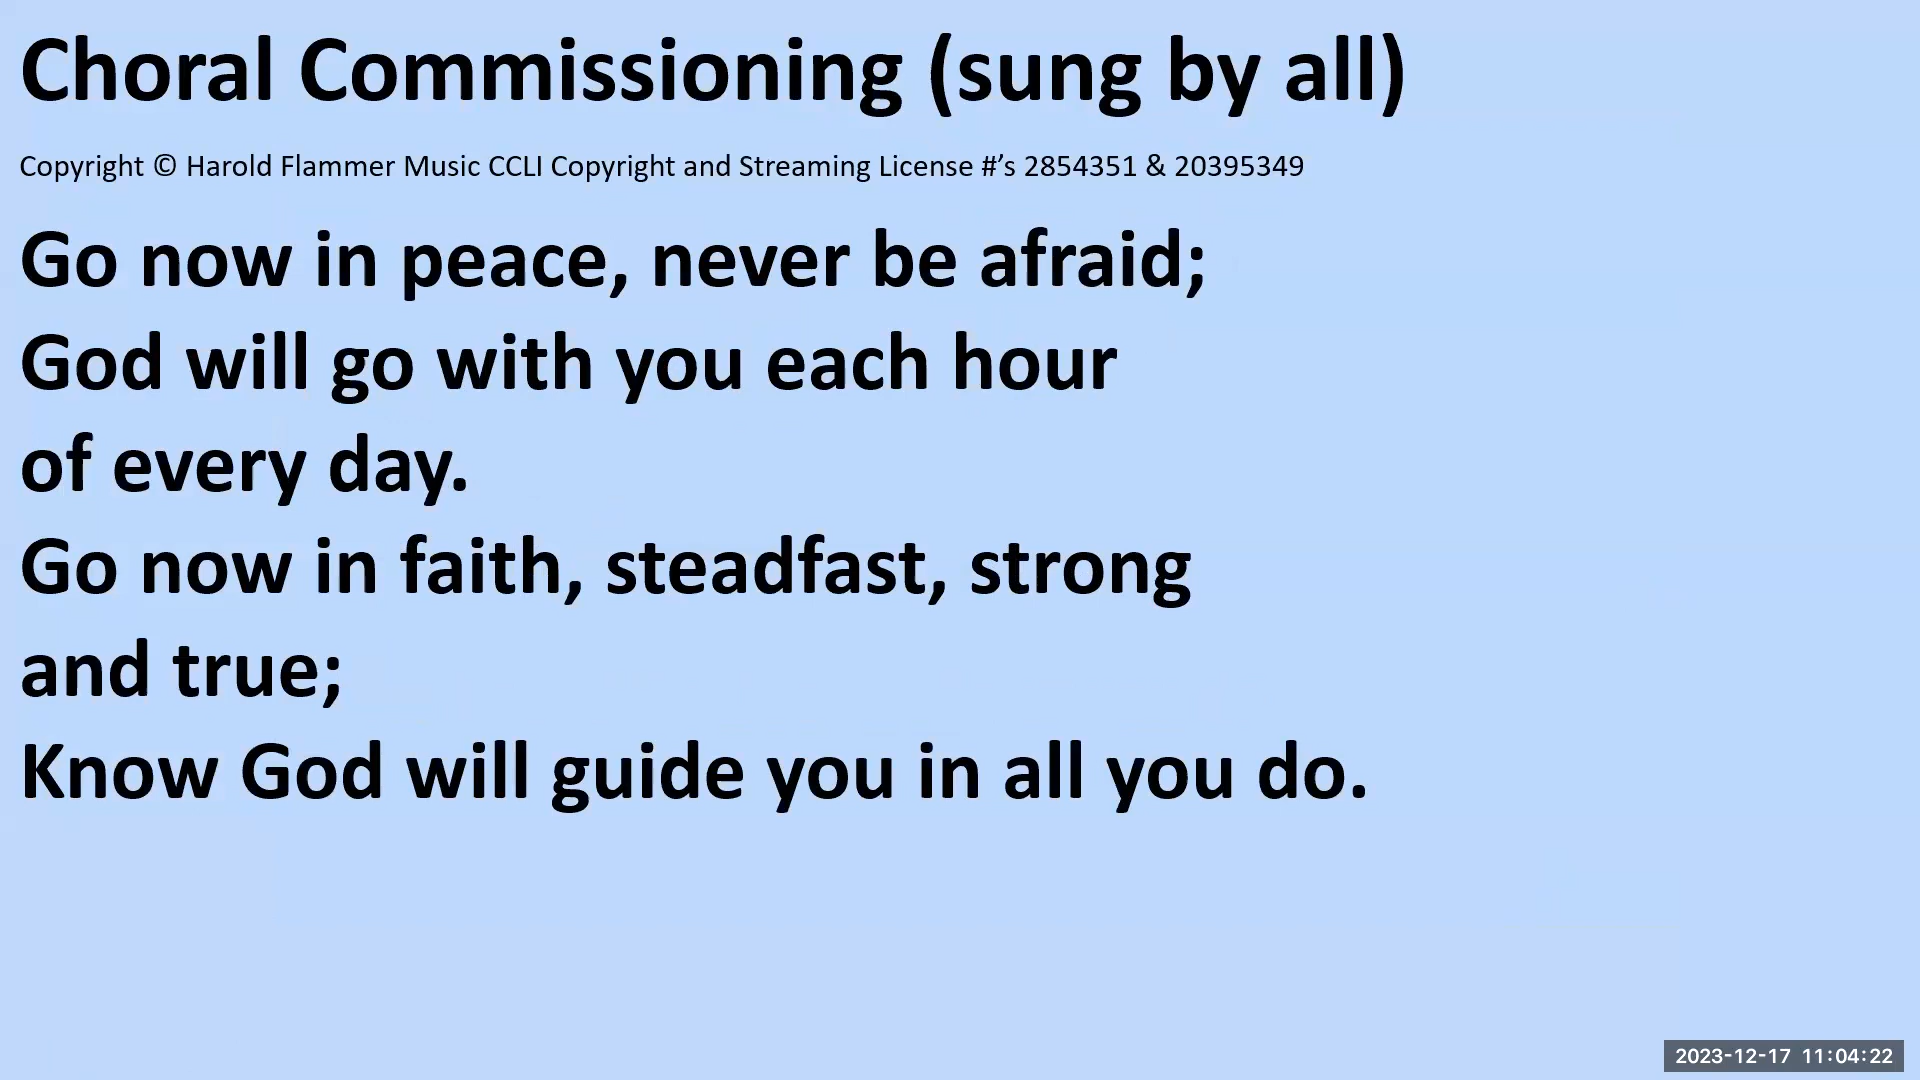 Choral Commissioning (sung by all)
Copyright © Harold Flammer Music CCLI Copyright and Streaming License #’s 2854351 & 20395349
Go now in peace, never be afraid;
God will go with you each hour
of every day.
Go now in faith, steadfast, strong
and true;
Know God will guide you in all you do.
2023-12-17 11:04:22